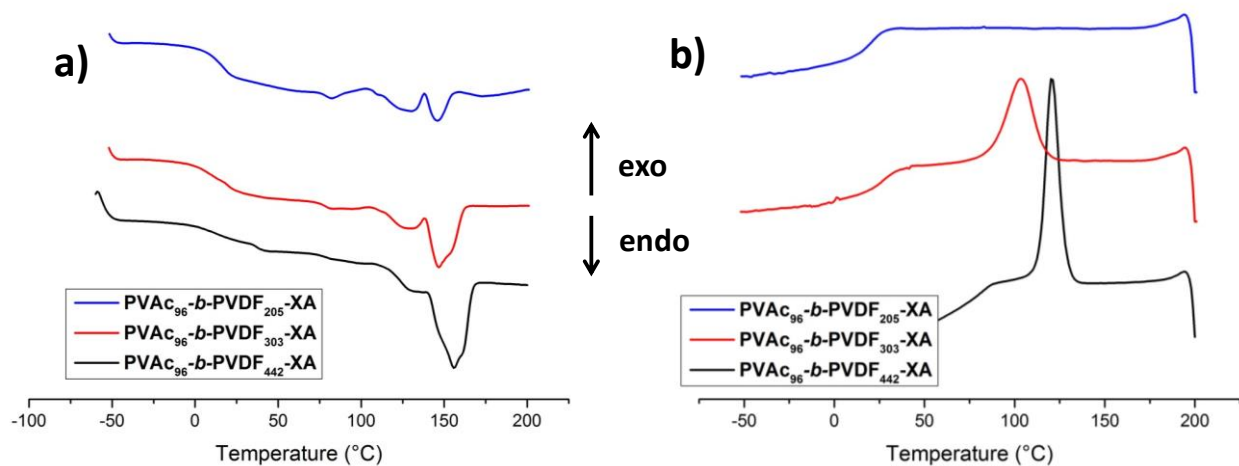 a)
PVAc₉₆-b-PVDF₂₀₅-XA
PVAc₉₆-b-PVDF₃₀₃-XA
PVAc₉₆-b-PVDF₄₄₂-XA
-100 -50 0 50 100 150 200
Temperature (°C)
exo
endo
b)
PVAc₉₆-b-PVDF₂₀₅-XA
PVAc₉₆-b-PVDF₃₀₃-XA
PVAc₉₆-b-PVDF₄₄₂-XA
-50 0 50 100 150 200
Temperature (°C)